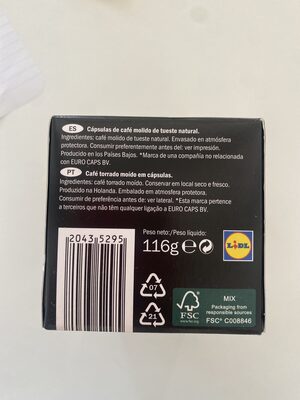 ES Cápsulas de café molido de tueste natural.
Ingredientes: café molido de tueste natural. Envasado en atmósfera
protectora. Consumir preferentemente antes del: ver impresión.
Producido en los Países Bajos. *Marca de una compañía no relacionada
con EURO CAPS BV.
PT Café torrado moído em cápsulas.
Ingredientes: café torrado moído. Conservar em local seco e fresco.
Produzido na Holanda. Embalado em atmosfera protetora.
Consumir de preferência antes de: ver lateral. *Esta marca pertence
a terceiros que não têm qualquer ligação a EURO CAPS BV.
2043 5295
Peso neto:/Peso líquido:
116g e
LIDL
07
21
FSC
www.fsc.org
MIX
Packaging from
responsible sources
FSC® C008846